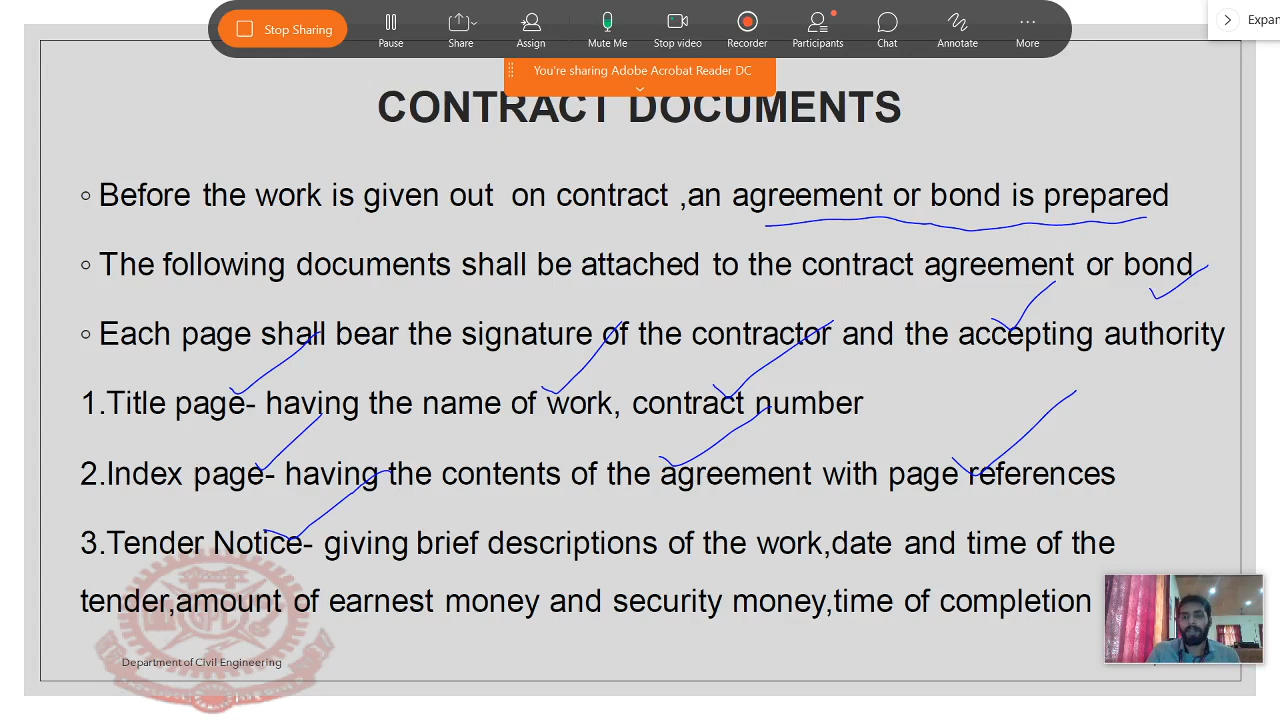 Stop Sharing
Pause
Share
Assign
Mute Me
Stop video
Recorder
Participants
Chat
Annotate
More
Expan
You're sharing Adobe Acrobat Reader DC
CONTRACT DOCUMENTS
◦ Before the work is given out on contract ,an agreement or bond is prepared
◦ The following documents shall be attached to the contract agreement or bond
◦ Each page shall bear the signature of the contractor and the accepting authority
1.Title page- having the name of work, contract number
2.Index page- having the contents of the agreement with page references
3.Tender Notice- giving brief descriptions of the work,date and time of the
tender,amount of earnest money and security money,time of completion
GPL
Department of Civil Engineering